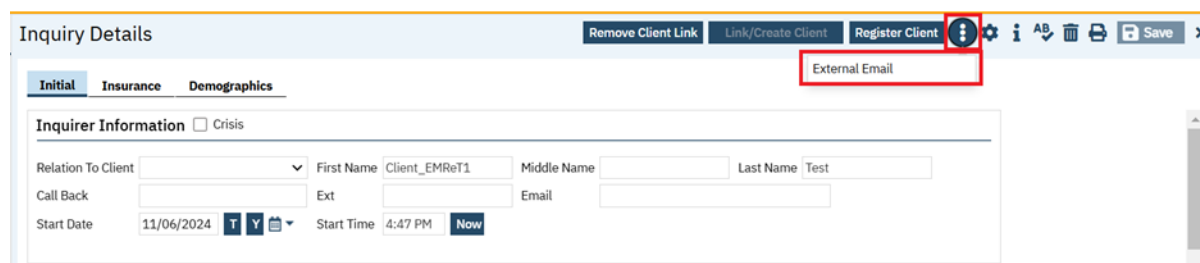 Inquiry Details
Remove Client Link Link/Create Client Register Client i AB Save
External Email
Initial Insurance Demographics
Inquirer Information Crisis
Relation To Client First Name Client_EMReT1 Middle Name Last Name Test
Call Back Ext Email
Start Date 11/06/2024 T Y Start Time 4:47 PM Now